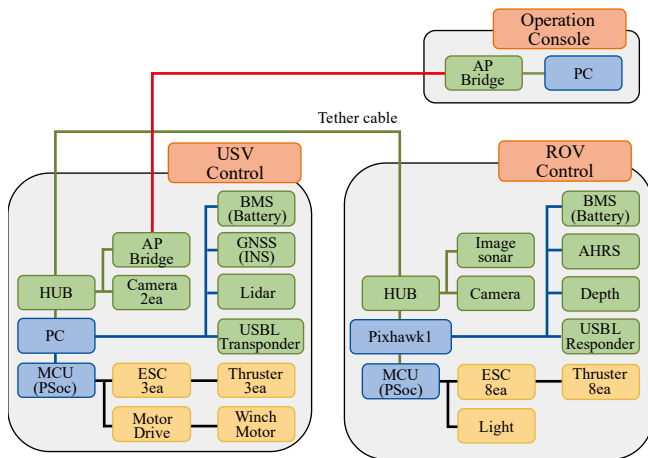 Operation
Console
AP
Bridge
PC
Tether cable
USV
Control
BMS
(Battery)
AP
Bridge
GNSS
(INS)
HUB
Camera
2ea
Lidar
PC
USBL
Transponder
MCU
(PSoc)
ESC
3ea
Thruster
3ea
Motor
Drive
Winch
Motor
ROV
Control
BMS
(Battery)
Image
sonar
AHRS
HUB
Camera
Depth
Pixhawk1
USBL
Responder
MCU
(PSoc)
ESC
8ea
Thruster
8ea
Light